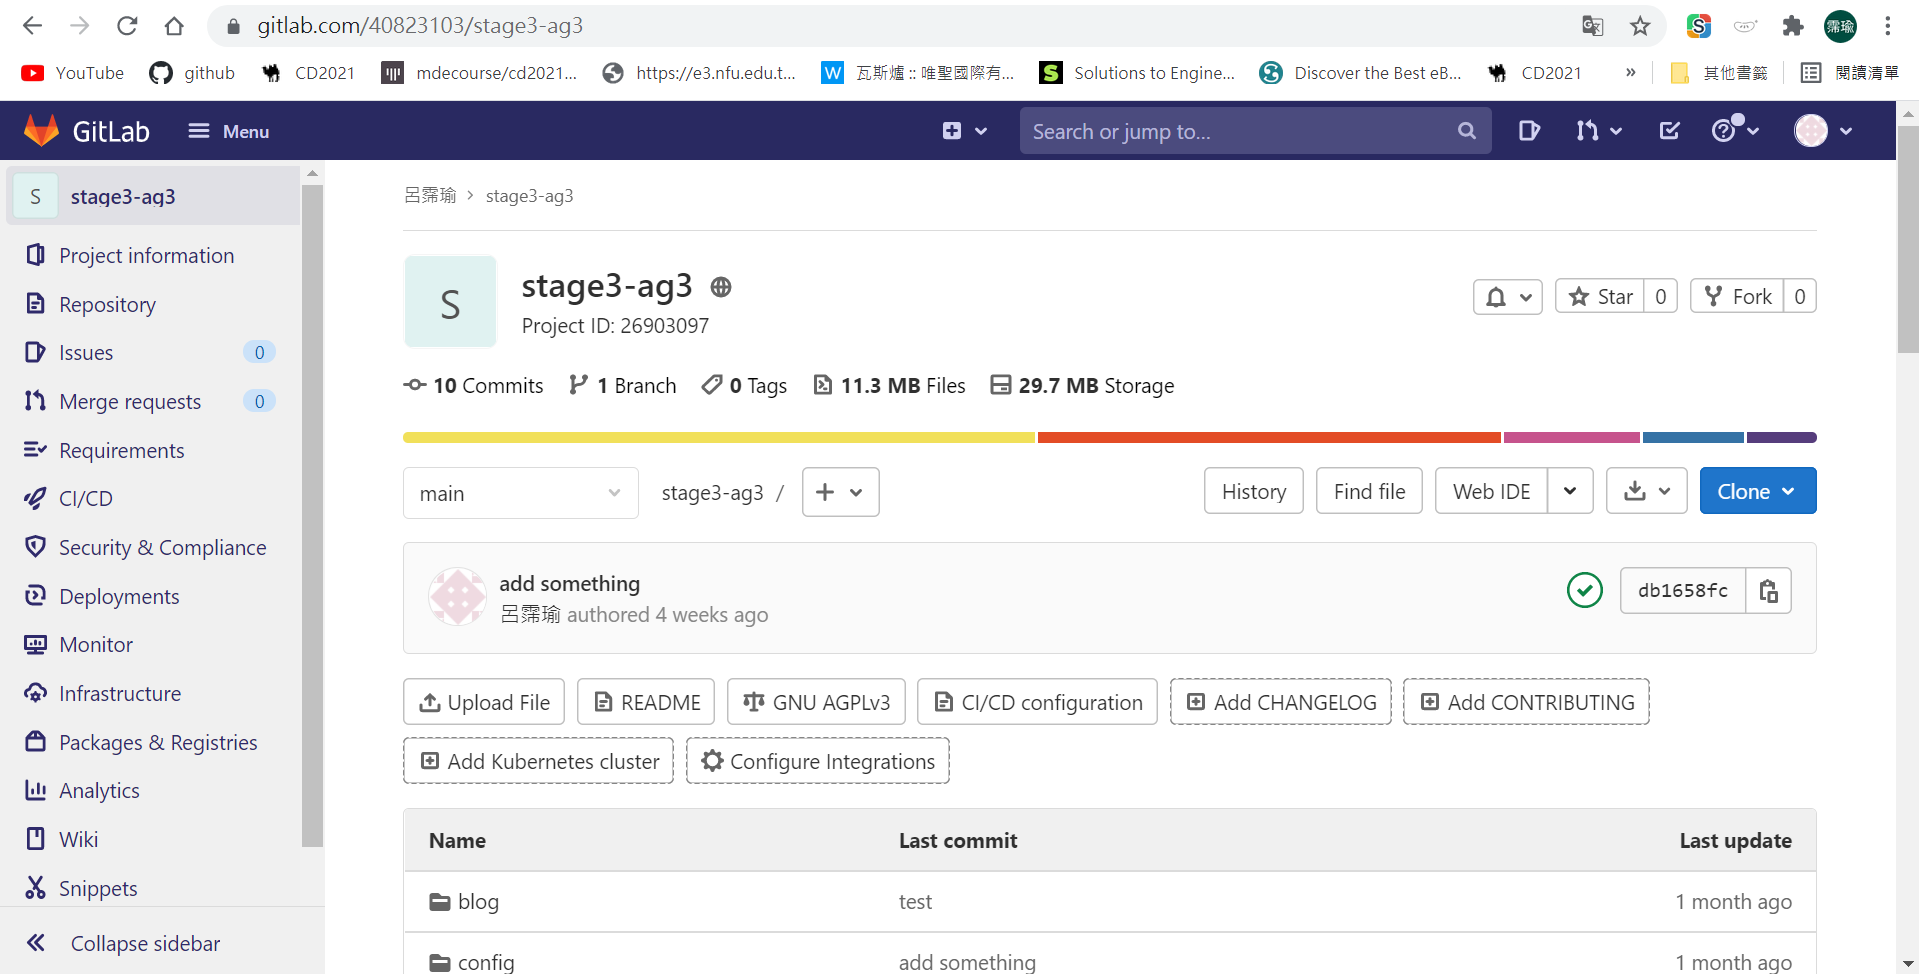 gitlab.com/40823103/stage3-ag3
霈瑜
YouTube
github
CD2021
mdecourse/cd2021...
https://e3.nfu.edu.t...
W
瓦斯爐 :: 唯聖國際有...
S
Solutions to Enginee...
Discover the Best eB...
CD2021
»
其他書籤
閱讀清單
GitLab
Menu
Search or jump to...
S
stage3-ag3
Project information
Repository
Issues
0
Merge requests
0
Requirements
CI/CD
Security & Compliance
Deployments
Monitor
Infrastructure
Packages & Registries
Analytics
Wiki
Snippets
Collapse sidebar
呂霈瑜 > stage3-ag3
S
stage3-ag3
Project ID: 26903097
Star 0
Fork 0
10 Commits
1 Branch
0 Tags
11.3 MB Files
29.7 MB Storage
main
stage3-ag3 /
History
Find file
Web IDE
Clone
add something
呂霈瑜 authored 4 weeks ago
db1658fc
Upload File
README
GNU AGPLv3
CI/CD configuration
Add CHANGELOG
Add CONTRIBUTING
Add Kubernetes cluster
Configure Integrations
Name Last commit Last update
blog test 1 month ago
config add something 1 month ago